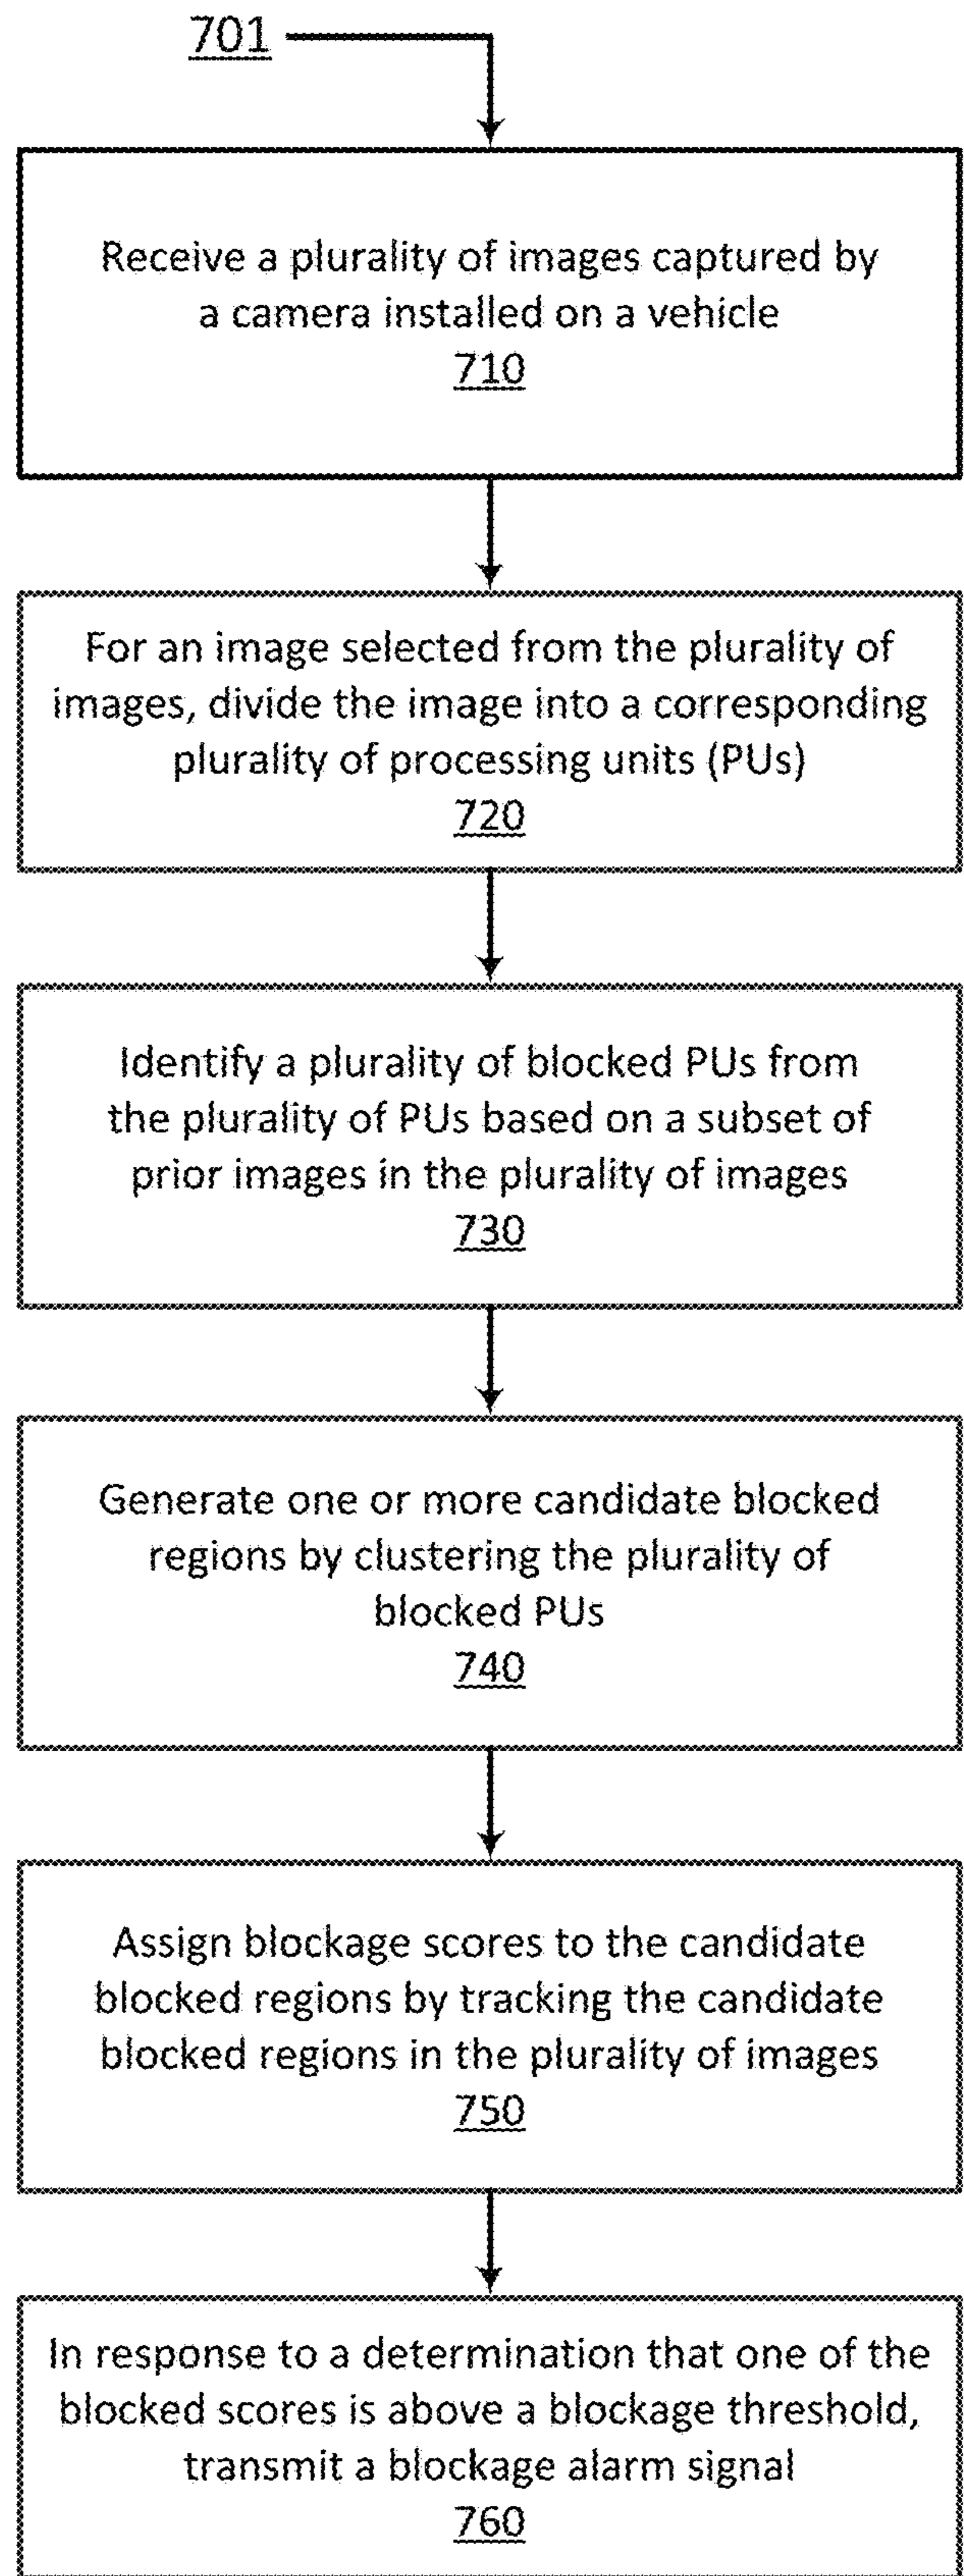 701
Receive a plurality of images captured by
a camera installed on a vehicle
710
For an image selected from the plurality of
images, divide the image into a corresponding
plurality of processing units (PUs)
720
Identify a plurality of blocked PUs from
the plurality of PUs based on a subset of
prior images in the plurality of images
730
Generate one or more candidate blocked
regions by clustering the plurality of
blocked PUs
740
Assign blockage scores to the candidate
blocked regions by tracking the candidate
blocked regions in the plurality of images
750
In response to a determination that one of the
blocked scores is above a blockage threshold,
transmit a blockage alarm signal
760